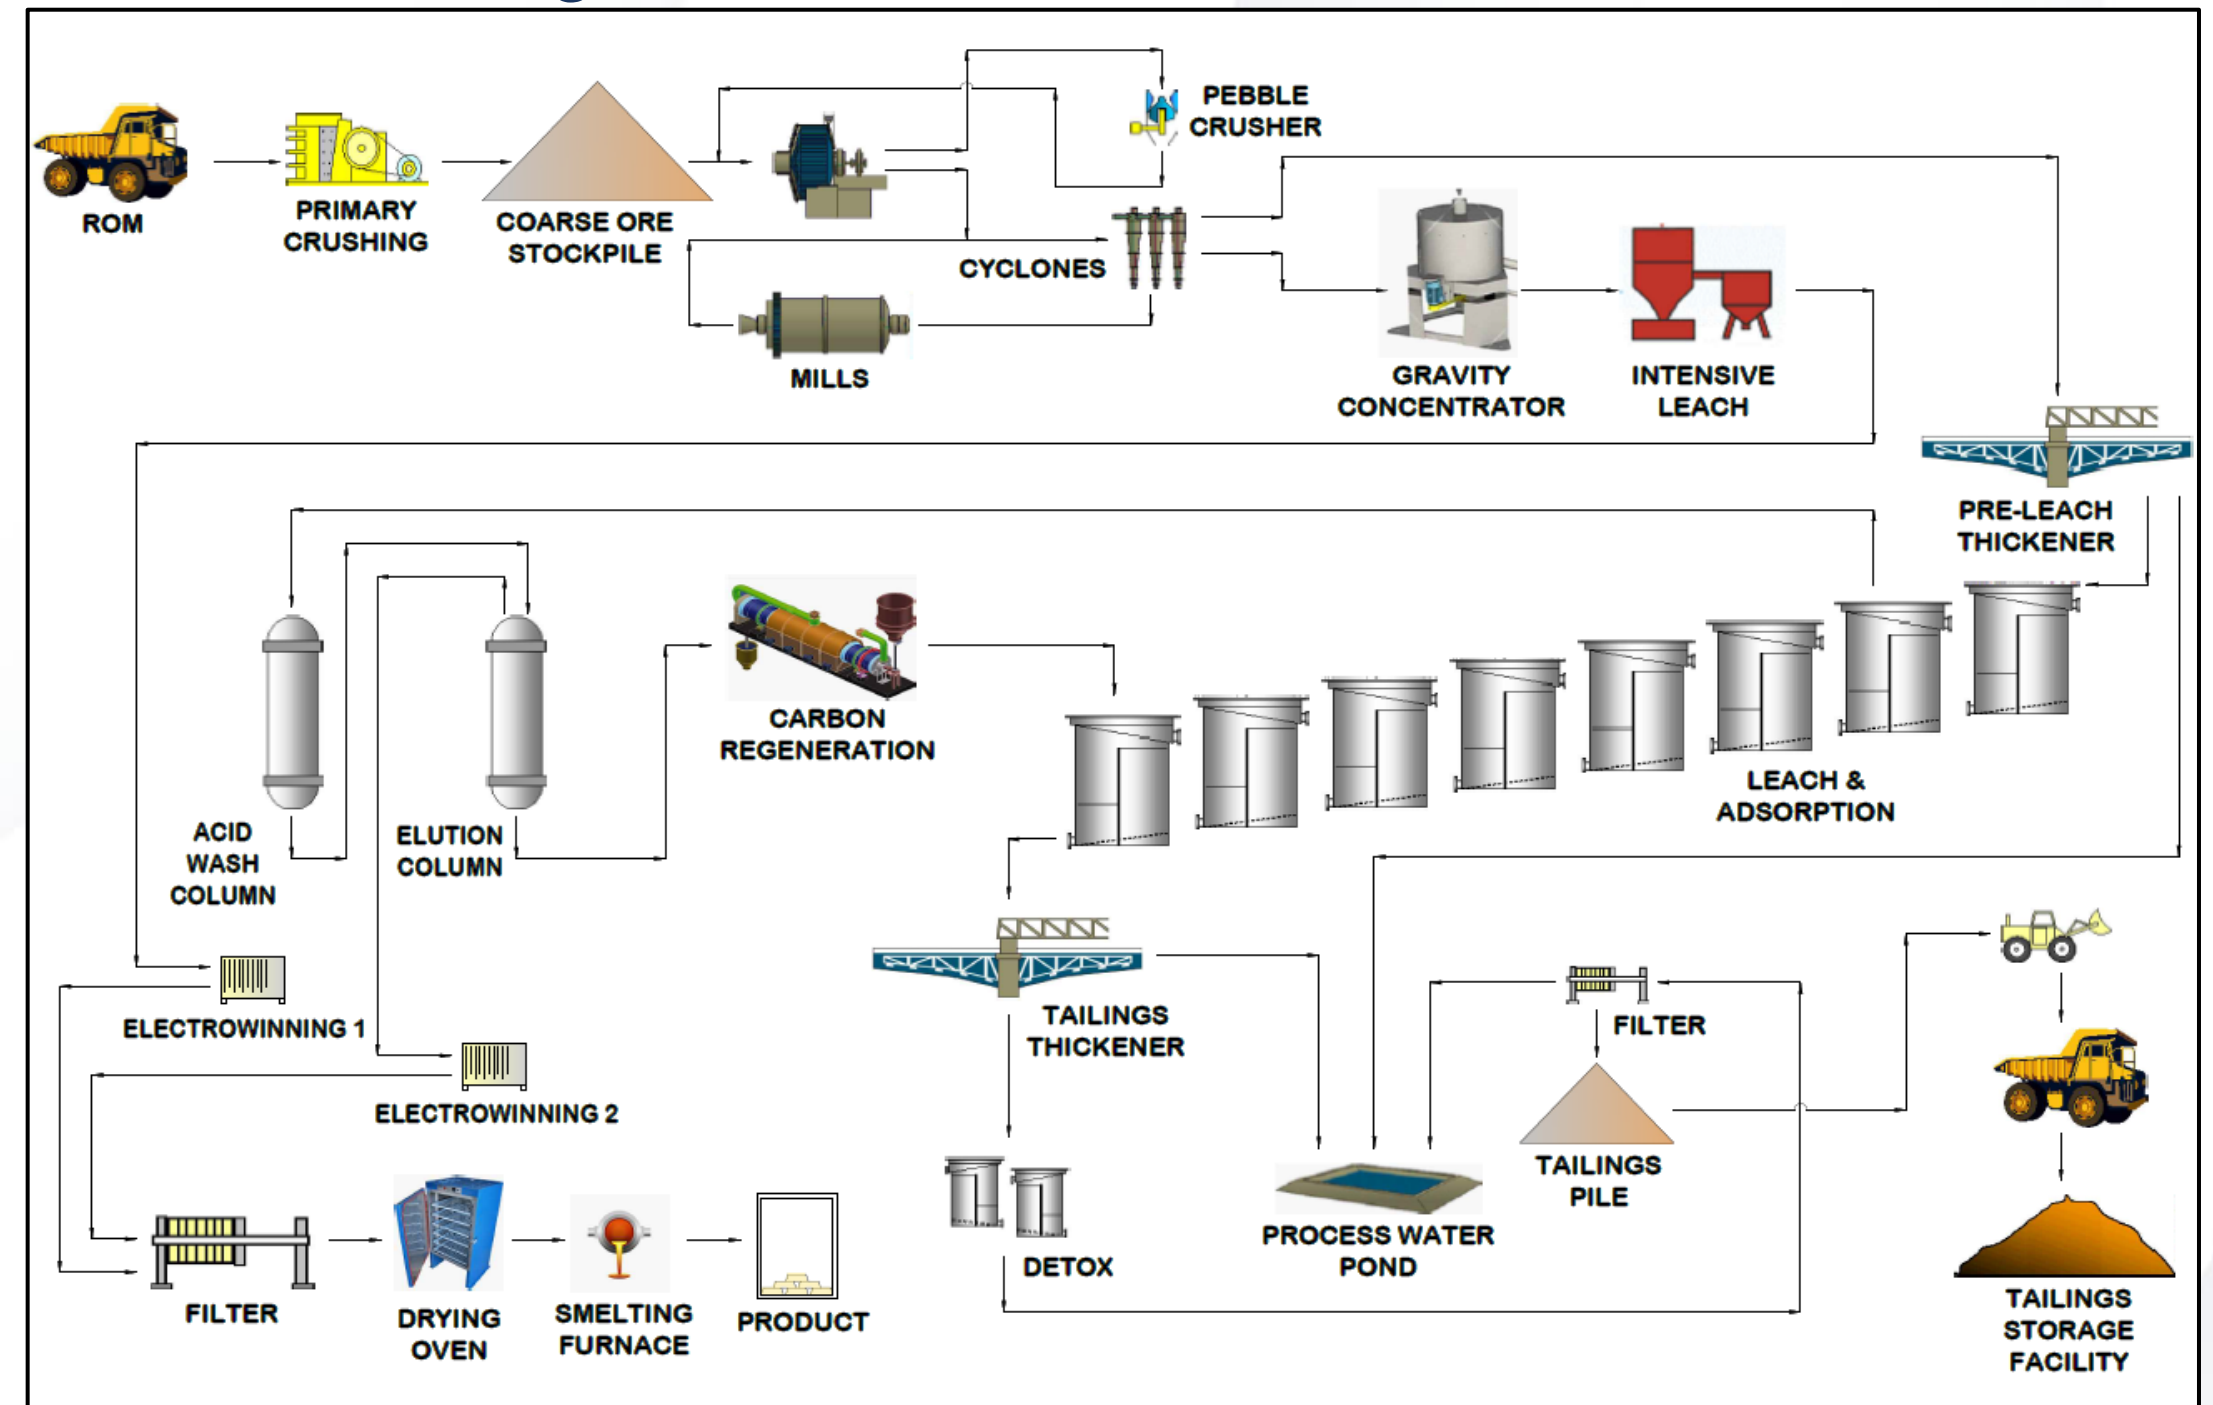 PEBBLE
CRUSHER
ROM
PRIMARY
CRUSHING
COARSE ORE
STOCKPILE
CYCLONES
MILLS
GRAVITY
CONCENTRATOR
INTENSIVE
LEACH
PRE-LEACH
THICKENER
CARBON
REGENERATION
LEACH &
ADSORPTION
ACID
WASH
COLUMN
ELUTION
COLUMN
ELECTROWINNING 1
TAILINGS
THICKENER
FILTER
ELECTROWINNING 2
TAILINGS
PILE
PROCESS WATER
POND
DETOX
FILTER
DRYING
OVEN
SMELTING
FURNACE
PRODUCT
TAILINGS
STORAGE
FACILITY